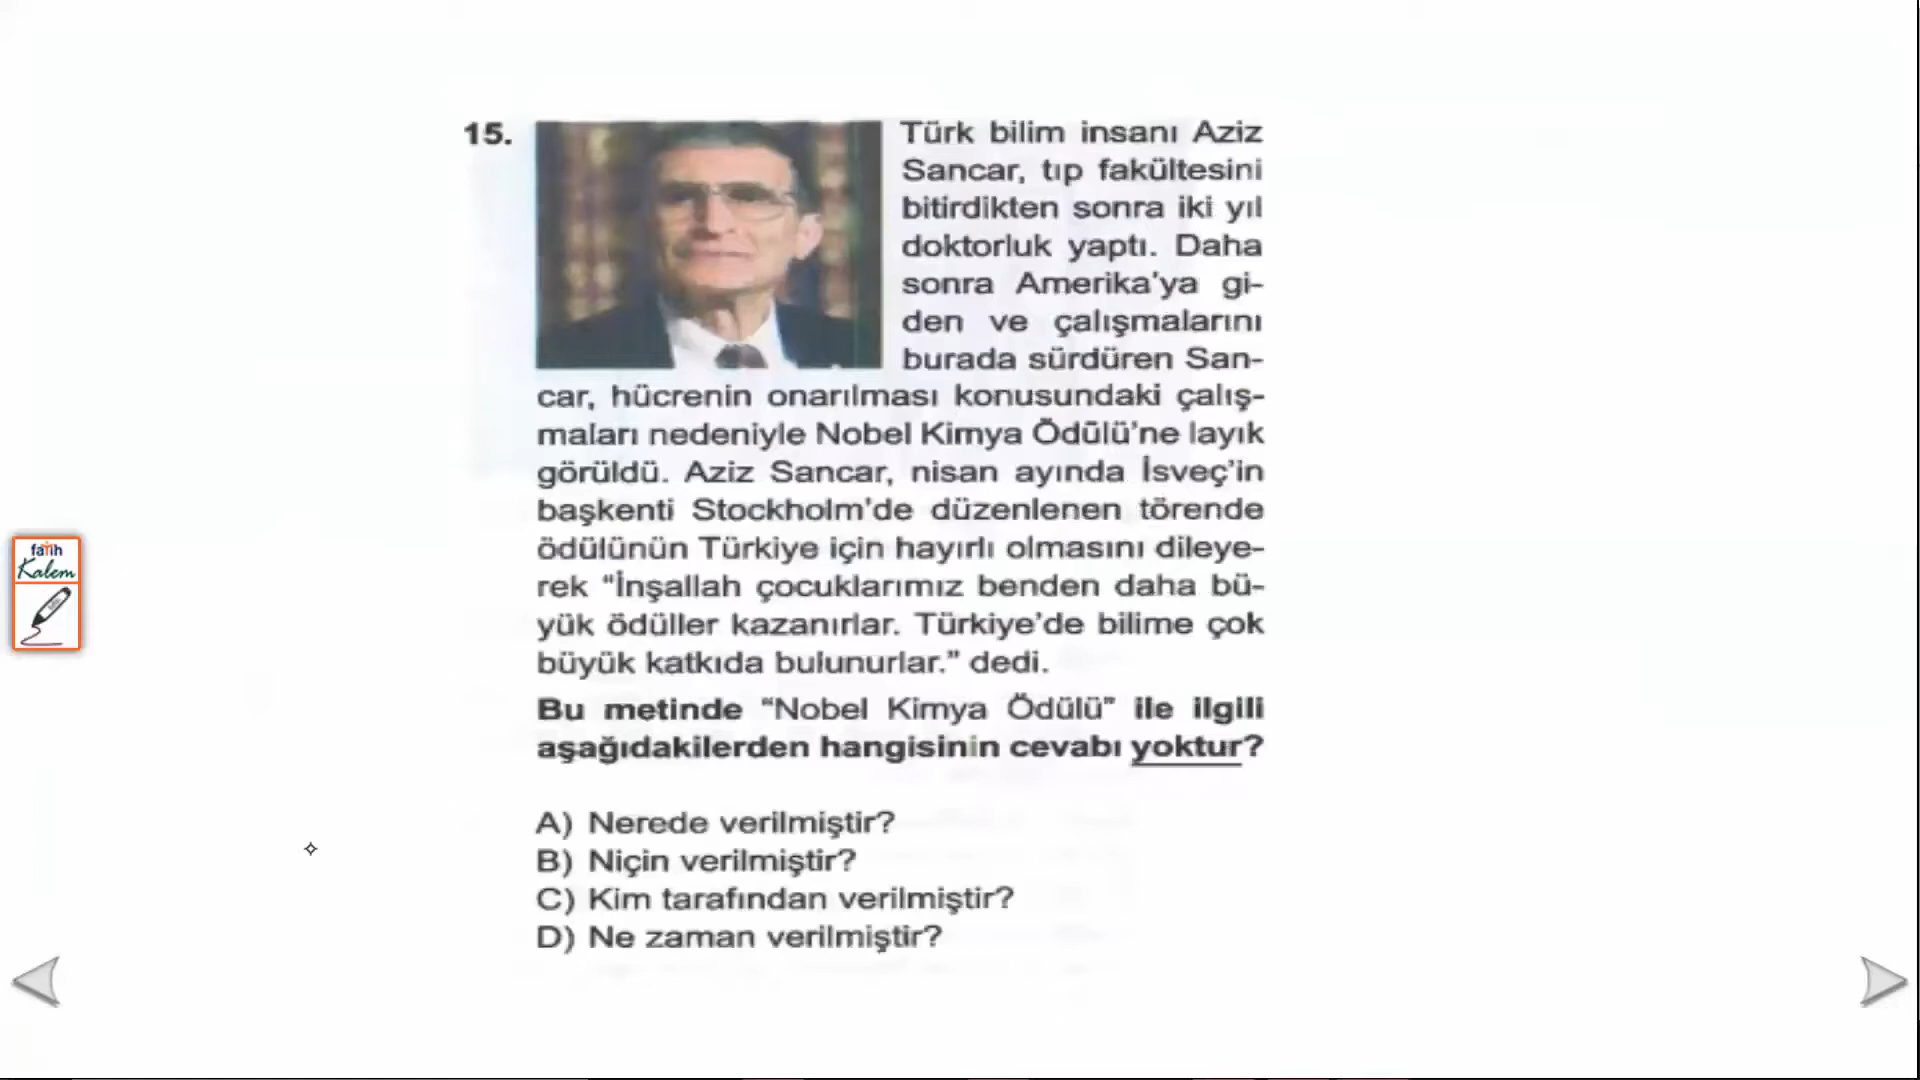 15.
Türk bilim insanı Aziz
Sancar, tıp fakültesini
bitirdikten sonra iki yıl
doktorluk yaptı. Daha
sonra Amerika'ya gi-
den ve çalışmalarını
burada sürdüren San-
car, hücrenin onarılması konusundaki çalış-
maları nedeniyle Nobel Kimya Ödülü'ne layık
görüldü. Aziz Sancar, nisan ayında İsveç'in
başkenti Stockholm'de düzenlenen törende
ödülünün Türkiye için hayırlı olmasını dileye-
rek “İnşallah çocuklarımız benden daha bü-
yük ödüller kazanırlar. Türkiye'de bilime çok
büyük katkıda bulunurlar.” dedi.
Bu metinde “Nobel Kimya Ödülü” ile ilgili
aşağıdakilerden hangisinin cevabı yoktur?
A) Nerede verilmiştir?
B) Niçin verilmiştir?
C) Kim tarafından verilmiştir?
D) Ne zaman verilmiştir?
fatih
Kalem